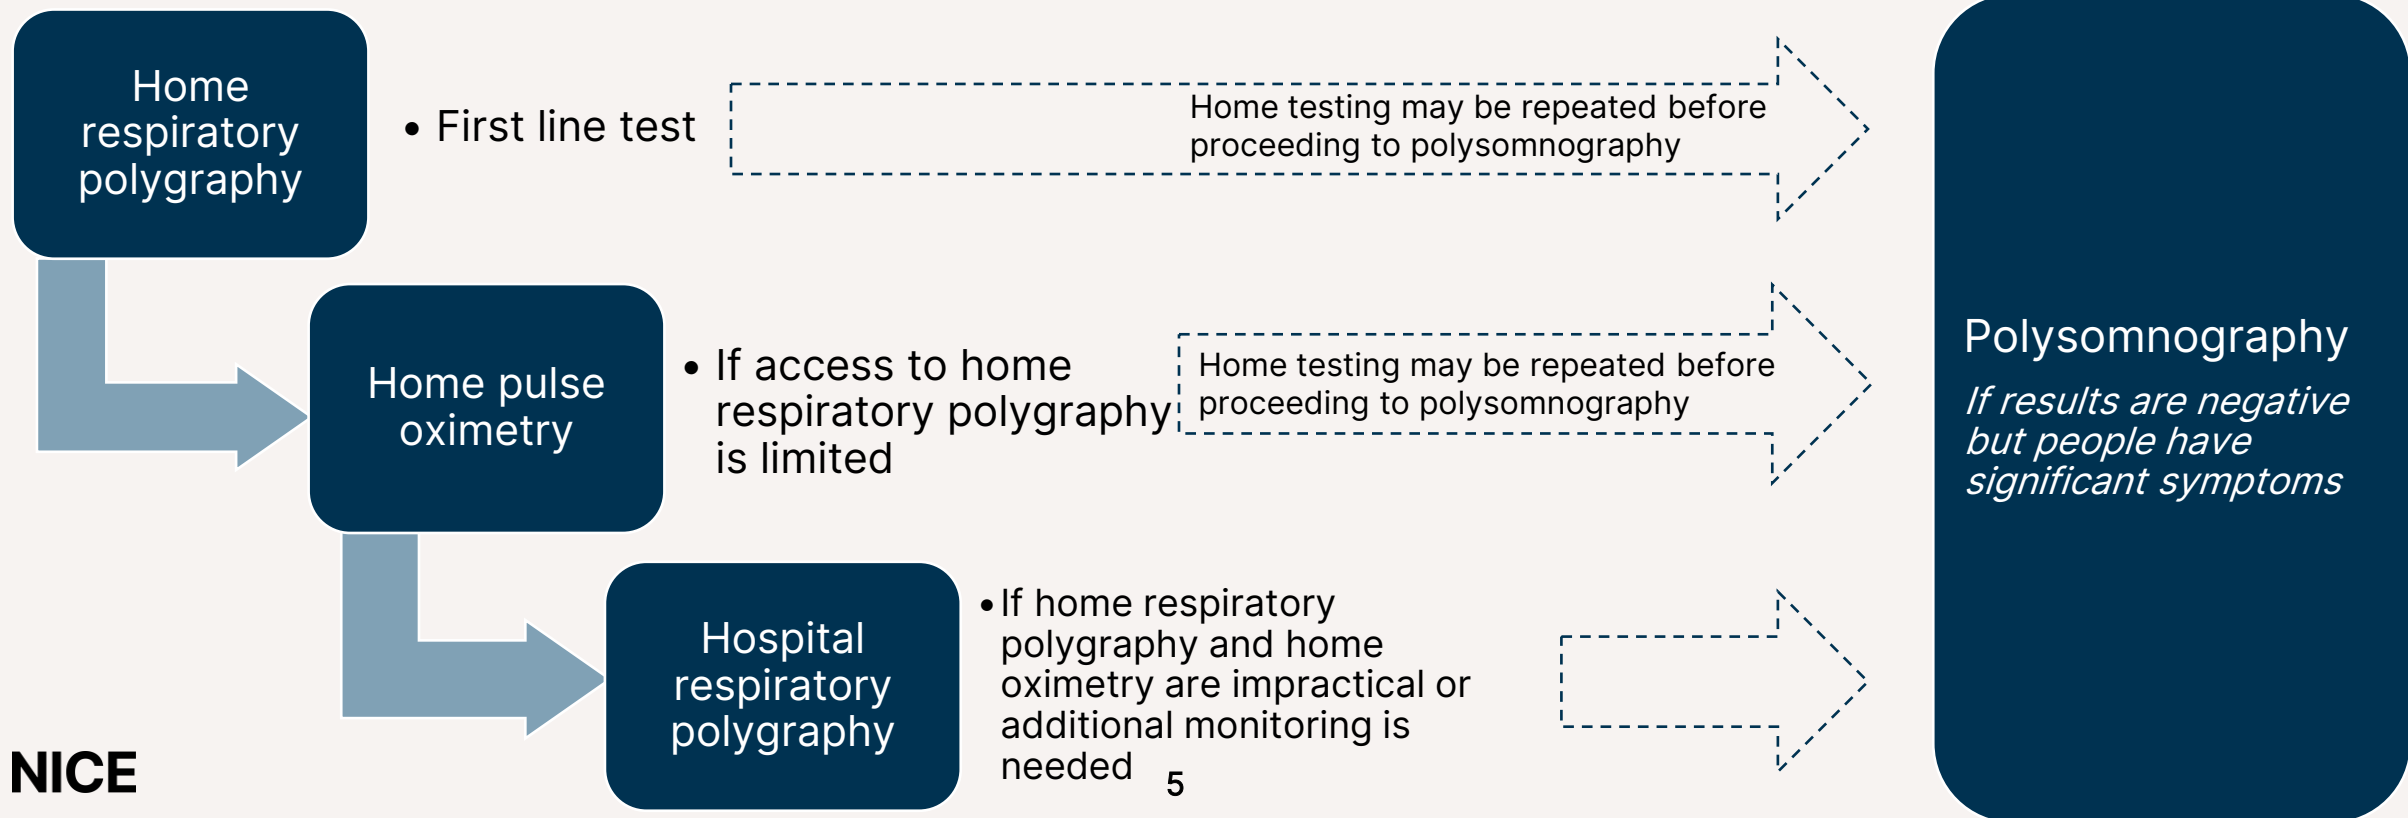 Home
respiratory
polygraphy
• First line test
Home testing may be repeated before
proceeding to polysomnography
Home pulse
oximetry
• If access to home
respiratory polygraphy
is limited
Home testing may be repeated before
proceeding to polysomnography
Hospital
respiratory
polygraphy
• If home respiratory
polygraphy and home
oximetry are impractical or
additional monitoring is
needed
Polysomnography
If results are negative
but people have
significant symptoms
NICE
5